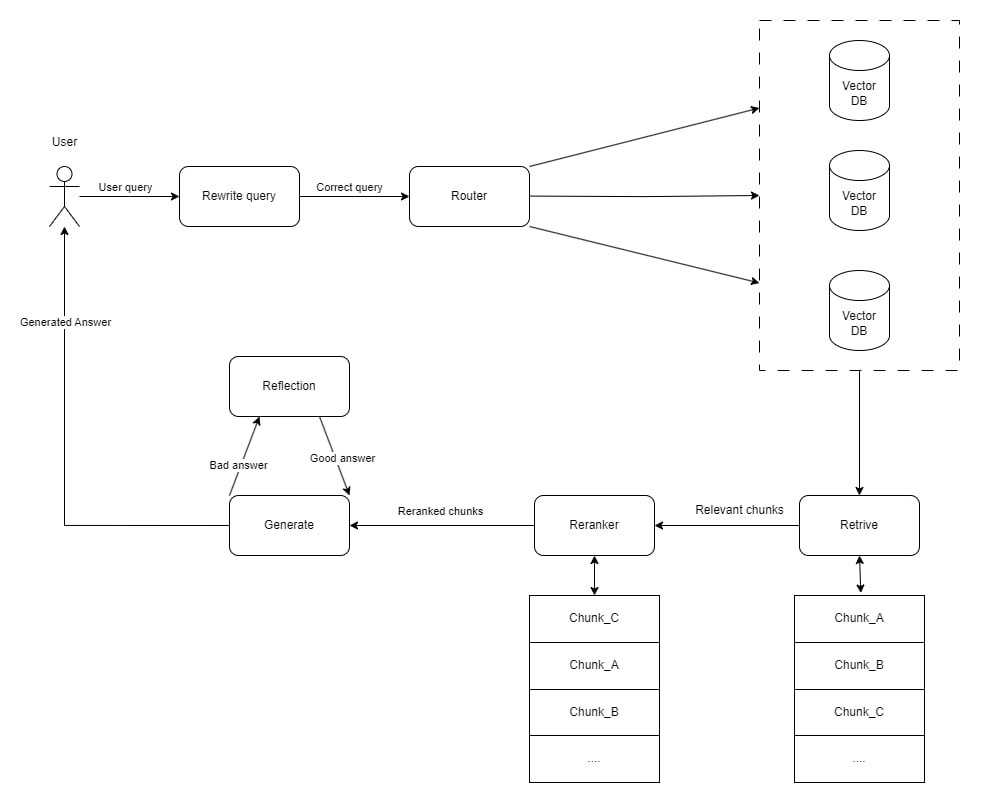 Vector
DB
User
User query
Rewrite query
Correct query
Router
Vector
DB
Vector
DB
Generated Answer
Reflection
Bad answer
Good answer
Generate
Reranked chunks
Reranker
Relevant chunks
Retrive
Chunk_C
Chunk_A
Chunk_B
....
Chunk_A
Chunk_B
Chunk_C
....